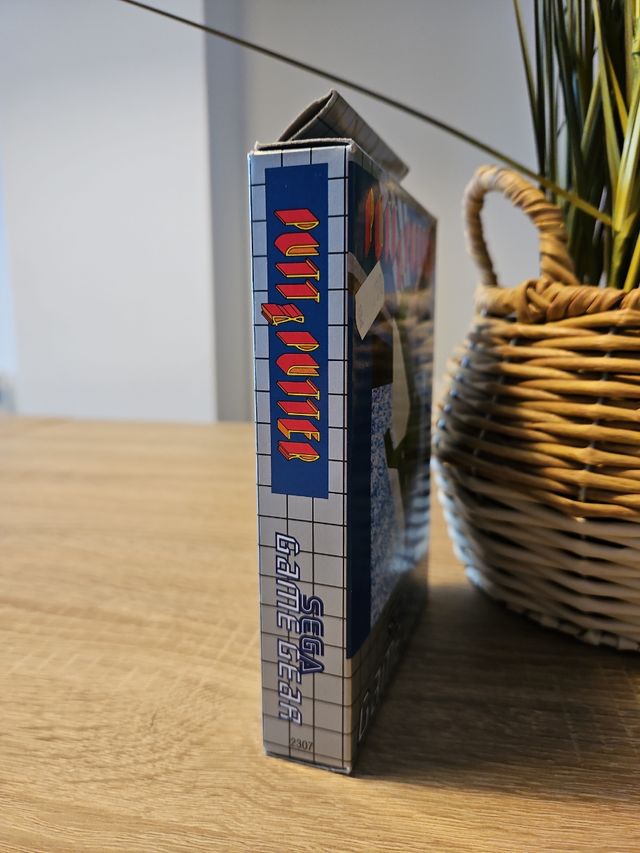 PUTT & PUTTER
SEGA
GAME GEAR
2307